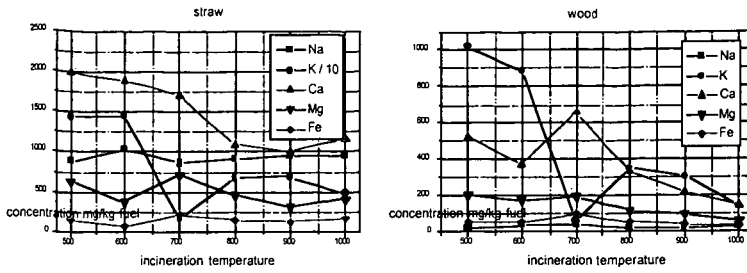 straw
2500
2000
1500
1000
500
0
concentration mg/kg fuel
500 600 700 800 900 1000
incineration temperature
Na
K / 10
Ca
Mg
Fe
wood
1000
800
600
400
200
0
concentration mg/kg fuel
500 600 700 800 900 1000
incineration temperature
Na
K
Ca
Mg
Fe